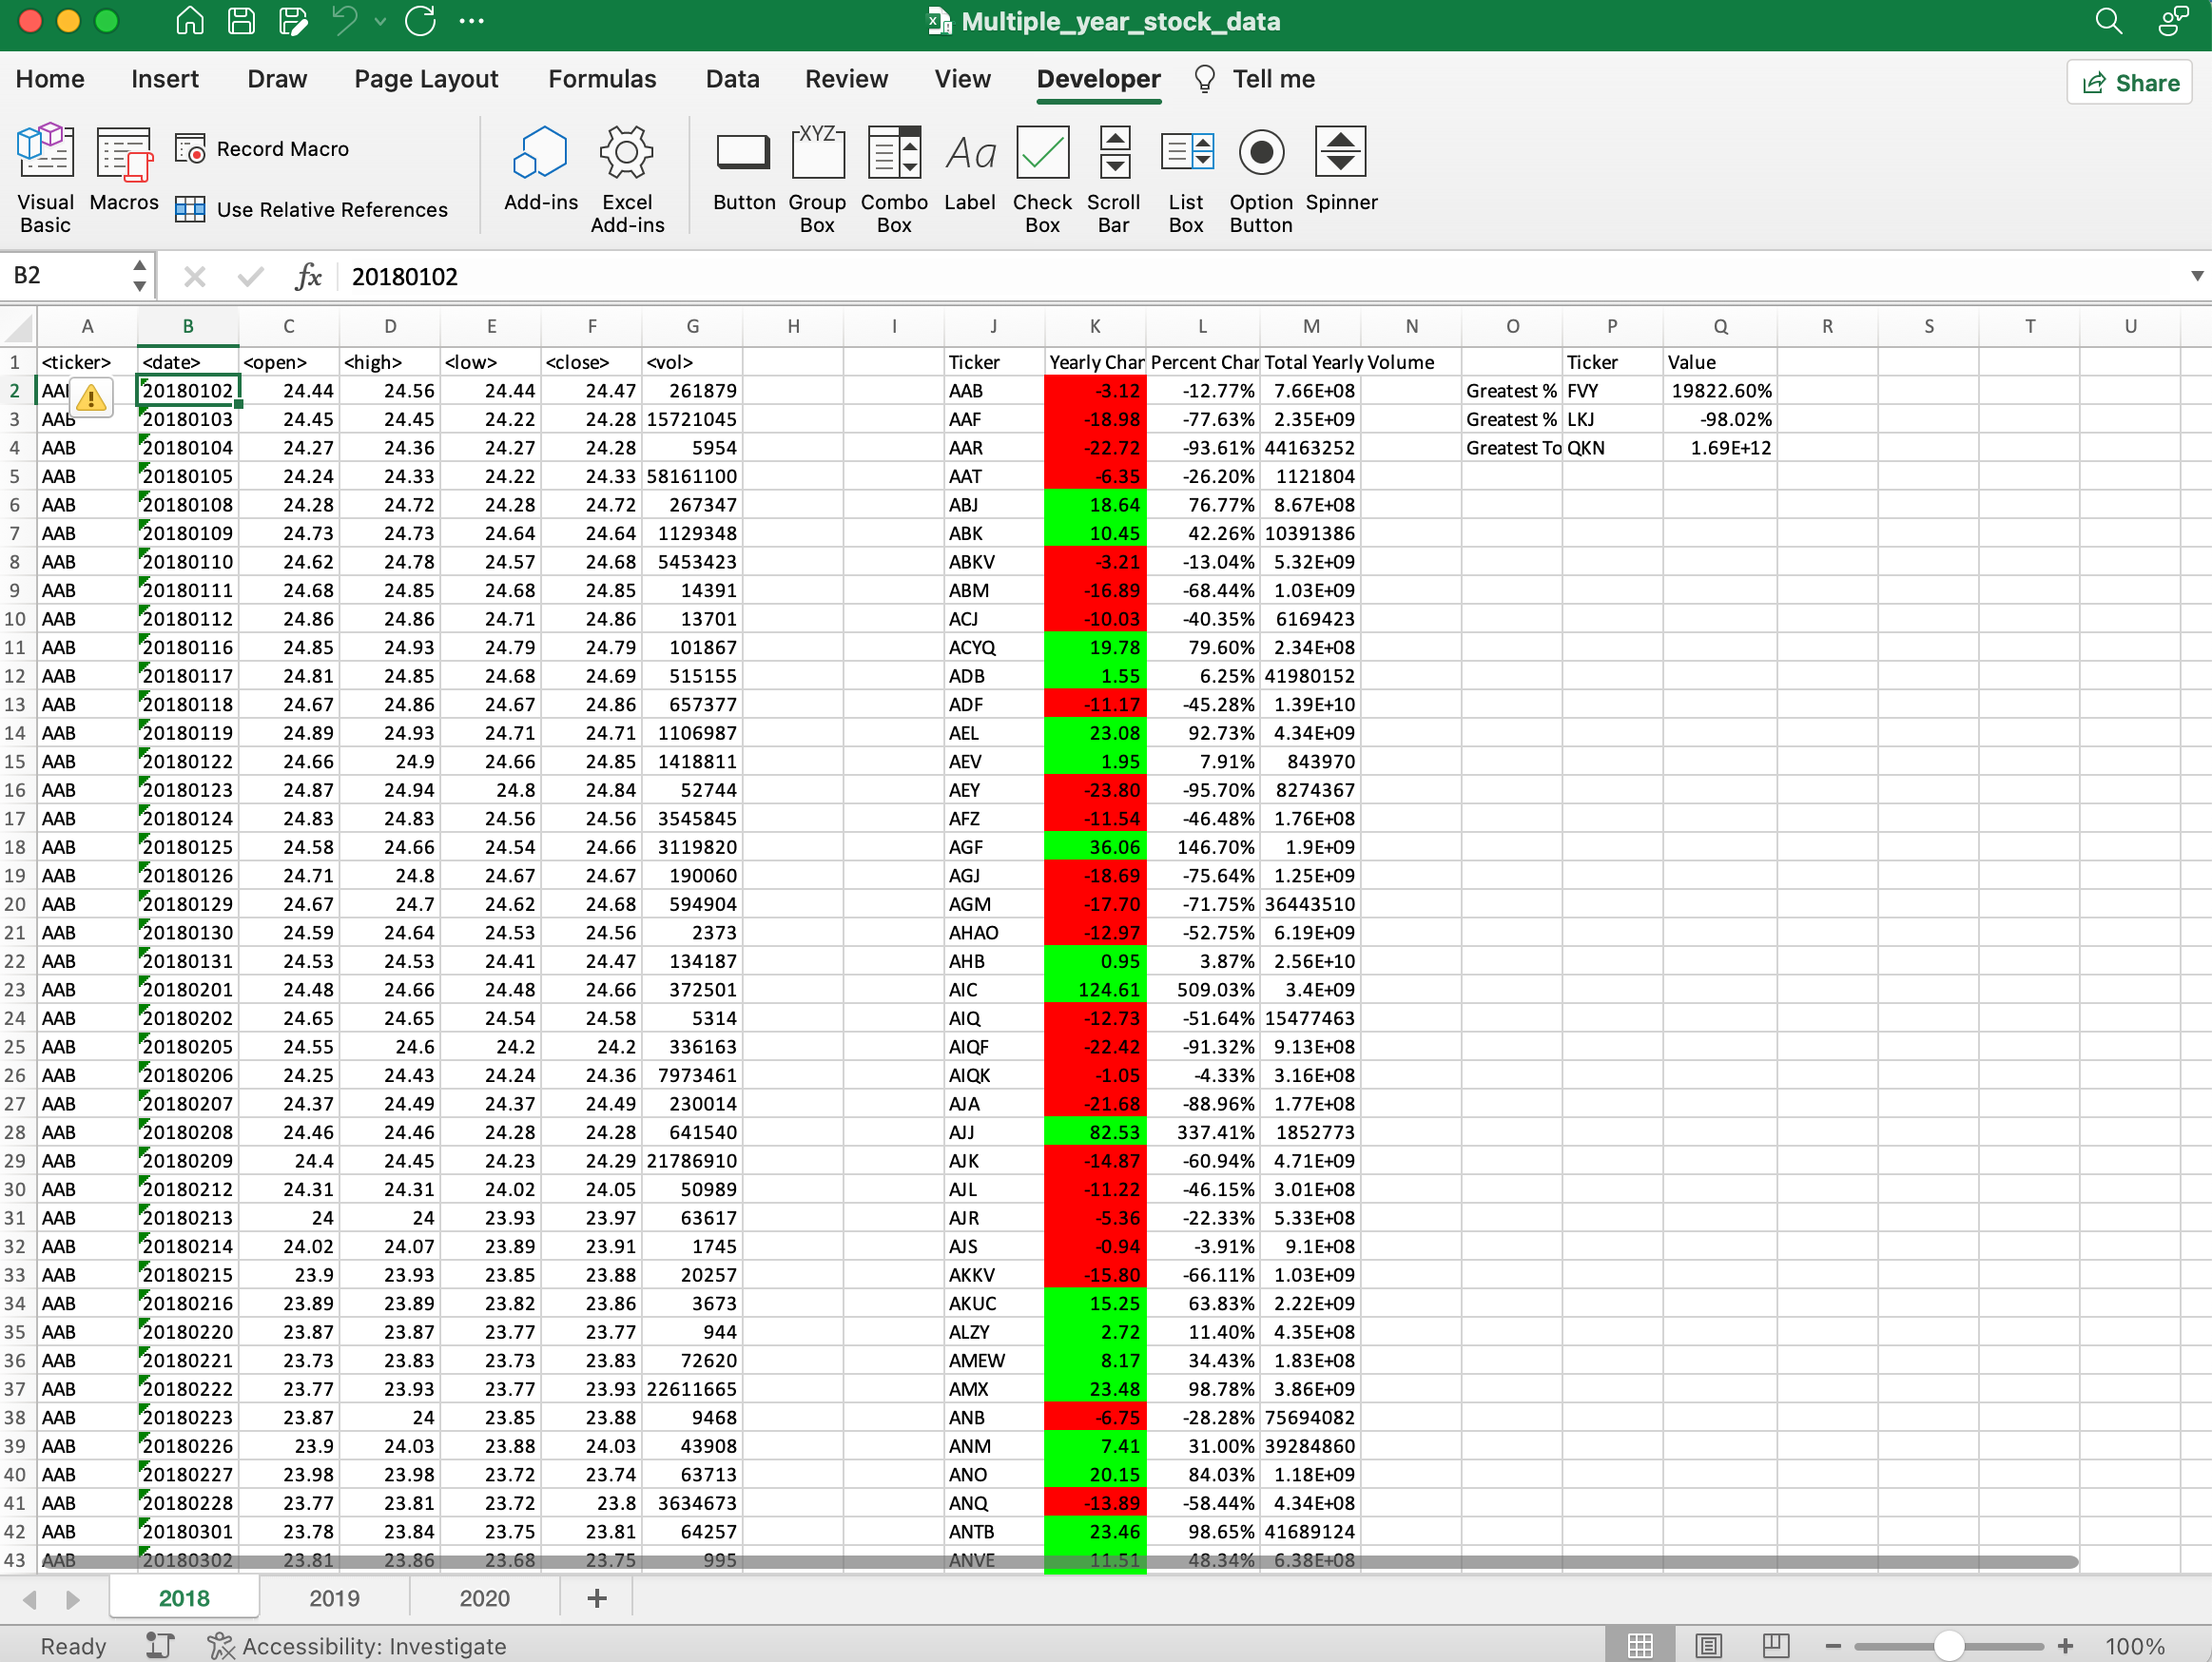 Multiple_year_stock_data
Home Insert Draw Page Layout Formulas Data Review View Developer Tell me Share
Record Macro
Use Relative References
Visual Basic Macros Add-ins Excel Add-ins XYZ Button Group Box Combo Box Aa Label Check Box Scroll Bar List Box Option Button Spinner
B2 fx 20180102
A B C D E F G H I J K L M N O P Q R S T U
1 <ticker> <date> <open> <high> <low> <close> <vol> Ticker Yearly Char Percent Char Total Yearly Volume Ticker Value
2 AAI 20180102 24.44 24.56 24.44 24.47 261879 AAB -3.12 -12.77% 7.66E+08 Greatest % FVY 19822.60%
3 AAB 20180103 24.45 24.45 24.22 24.28 15721045 AAF -18.98 -77.63% 2.35E+09 Greatest % LKJ -98.02%
4 AAB 20180104 24.27 24.36 24.27 24.28 5954 AAR -22.72 -93.61% 44163252 Greatest To QKN 1.69E+12
5 AAB 20180105 24.24 24.33 24.22 24.33 58161100 AAT -6.35 -26.20% 1121804
6 AAB 20180108 24.28 24.72 24.28 24.72 267347 ABJ 18.64 76.77% 8.67E+08
7 AAB 20180109 24.73 24.73 24.64 24.64 1129348 ABK 10.45 42.26% 10391386
8 AAB 20180110 24.62 24.78 24.57 24.68 5453423 ABKV -3.21 -13.04% 5.32E+09
9 AAB 20180111 24.68 24.85 24.68 24.85 14391 ABM -16.89 -68.44% 1.03E+09
10 AAB 20180112 24.86 24.86 24.71 24.86 13701 ACJ -10.03 -40.35% 6169423
11 AAB 20180116 24.85 24.93 24.79 24.79 101867 ACYQ 19.78 79.60% 2.34E+08
12 AAB 20180117 24.81 24.85 24.68 24.69 515155 ADB 1.55 6.25% 41980152
13 AAB 20180118 24.67 24.86 24.67 24.86 657377 ADF -11.17 -45.28% 1.39E+10
14 AAB 20180119 24.89 24.93 24.71 24.71 1106987 AEL 23.08 92.73% 4.34E+09
15 AAB 20180122 24.66 24.9 24.66 24.85 1418811 AEV 1.95 7.91% 843970
16 AAB 20180123 24.87 24.94 24.8 24.84 52744 AEY -23.80 -95.70% 8274367
17 AAB 20180124 24.83 24.83 24.56 24.56 3545845 AFZ -11.54 -46.48% 1.76E+08
18 AAB 20180125 24.58 24.66 24.54 24.66 3119820 AGF 36.06 146.70% 1.9E+09
19 AAB 20180126 24.71 24.8 24.67 24.67 190060 AGJ -18.69 -75.64% 1.25E+09
20 AAB 20180129 24.67 24.7 24.62 24.68 594904 AGM -17.70 -71.75% 36443510
21 AAB 20180130 24.59 24.64 24.53 24.56 2373 AHAO -12.97 -52.75% 6.19E+09
22 AAB 20180131 24.53 24.53 24.41 24.47 134187 AHB 0.95 3.87% 2.56E+10
23 AAB 20180201 24.48 24.66 24.48 24.66 372501 AIC 124.61 509.03% 3.4E+09
24 AAB 20180202 24.65 24.65 24.54 24.58 5314 AIQ -12.73 -51.64% 15477463
25 AAB 20180205 24.55 24.6 24.2 24.2 336163 AIQF -22.42 -91.32% 9.13E+08
26 AAB 20180206 24.25 24.43 24.24 24.36 7973461 AIQK -1.05 -4.33% 3.16E+08
27 AAB 20180207 24.37 24.49 24.37 24.49 230014 AJA -21.68 -88.96% 1.77E+08
28 AAB 20180208 24.46 24.46 24.28 24.28 641540 AJJ 82.53 337.41% 1852773
29 AAB 20180209 24.4 24.45 24.23 24.29 21786910 AJK -14.87 -60.94% 4.71E+09
30 AAB 20180212 24.31 24.31 24.02 24.05 50989 AJL -11.22 -46.15% 3.01E+08
31 AAB 20180213 24 24 23.93 23.97 63617 AJR -5.36 -22.33% 5.33E+08
32 AAB 20180214 24.02 24.07 23.89 23.91 1745 AJS -0.94 -3.91% 9.1E+08
33 AAB 20180215 23.9 23.93 23.85 23.88 20257 AKKV -15.80 -66.11% 1.03E+09
34 AAB 20180216 23.89 23.89 23.82 23.86 3673 AKUC 15.25 63.83% 2.22E+09
35 AAB 20180220 23.87 23.87 23.77 23.77 944 ALZY 2.72 11.40% 4.35E+08
36 AAB 20180221 23.73 23.83 23.73 23.83 72620 AMEW 8.17 34.43% 1.83E+08
37 AAB 20180222 23.77 23.93 23.77 23.93 22611665 AMX 23.48 98.78% 3.86E+09
38 AAB 20180223 23.87 24 23.85 23.88 9468 ANB -6.75 -28.28% 75694082
39 AAB 20180226 23.9 24.03 23.88 24.03 43908 ANM 7.41 31.00% 39284860
40 AAB 20180227 23.98 23.98 23.72 23.74 63713 ANO 20.15 84.03% 1.18E+09
41 AAB 20180228 23.77 23.81 23.72 23.8 3634673 ANQ -13.89 -58.44% 4.34E+08
42 AAB 20180301 23.78 23.84 23.75 23.81 64257 ANTB 23.46 98.65% 41689124
43 AAB 20180302 23.81 23.86 23.68 23.75 995 ANVE 11.51 48.34% 6.38E+08
2018 2019 2020 +
Ready Accessibility: Investigate 100%